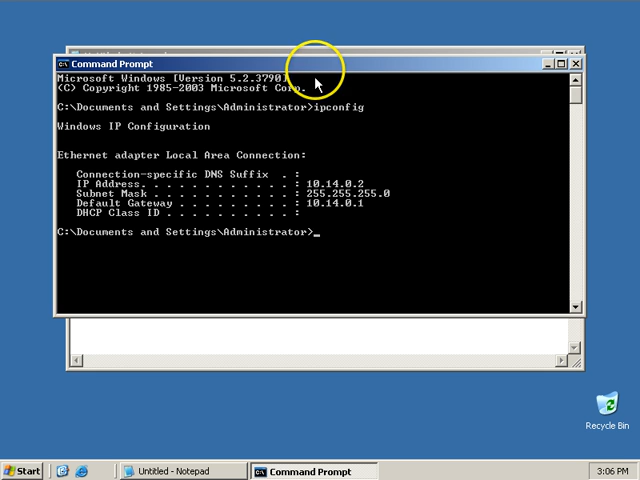 Command Prompt
Microsoft Windows [Version 5.2.3790]
(C) Copyright 1985-2003 Microsoft Corp.
C:\Documents and Settings\Administrator>ipconfig
Windows IP Configuration
Ethernet adapter Local Area Connection:
Connection-specific DNS Suffix . :
IP Address. . . . . . . . . . . . : 10.14.0.2
Subnet Mask . . . . . . . . . . . : 255.255.255.0
Default Gateway . . . . . . . . . : 10.14.0.1
DHCP Class ID . . . . . . . . . . :
C:\Documents and Settings\Administrator>_
Recycle Bin
Start
Untitled - Notepad
Command Prompt
3:06 PM